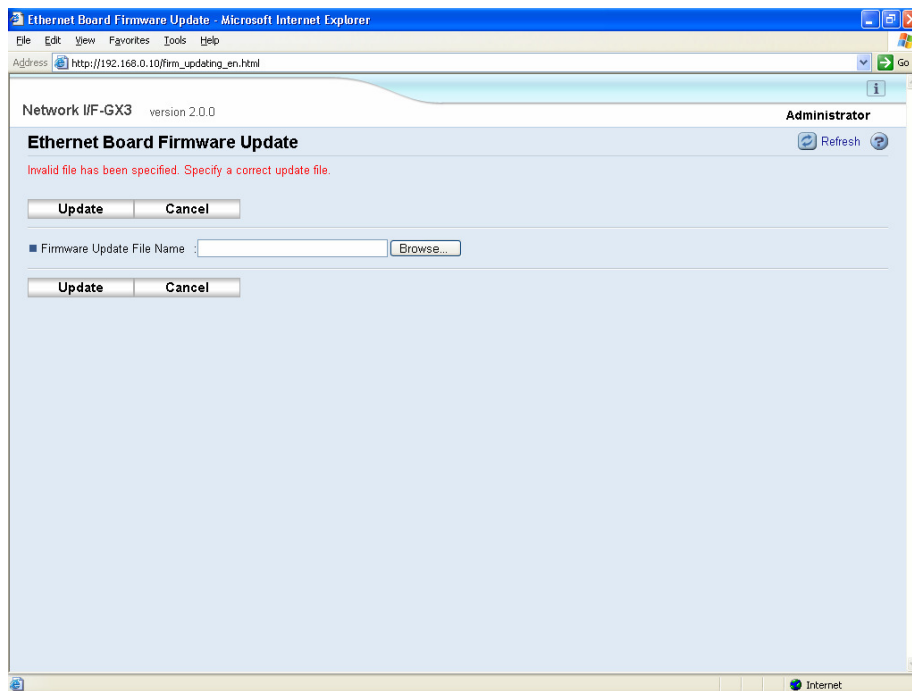 Ethernet Board Firmware Update - Microsoft Internet Explorer
File Edit View Favorites Tools Help
Address http://192.168.0.10/firm_updating_en.html Go
Network I/F-GX3 version 2.0.0
Administrator
Ethernet Board Firmware Update Refresh
Invalid file has been specified. Specify a correct update file.
Update Cancel
Firmware Update File Name : Browse...
Update Cancel
Internet